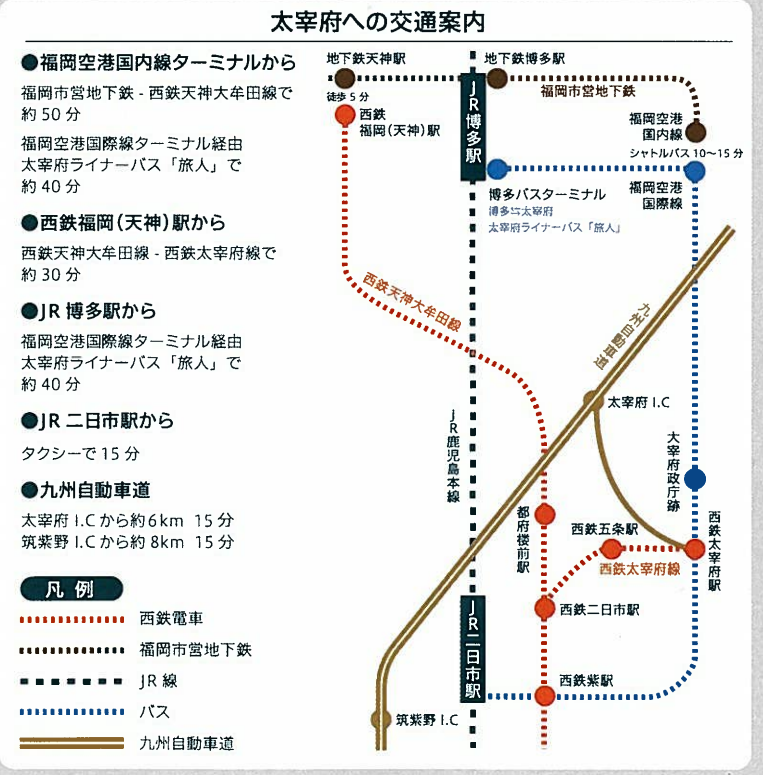 太宰府への交通案内
●福岡空港国内線ターミナルから
福岡市営地下鉄 - 西鉄天神大牟田線で
約 50 分
福岡空港国際線ターミナル経由
太宰府ライナーバス「旅人」で
約 40 分
●西鉄福岡(天神)駅から
西鉄天神大牟田線 - 西鉄太宰府線で
約 30 分
●JR 博多駅から
福岡空港国際線ターミナル経由
太宰府ライナーバス「旅人」で
約 40 分
●JR 二日市駅から
タクシーで 15 分
●九州自動車道
太宰府 I.C から約6km 15 分
筑紫野 I.C から約 8km 15 分
凡 例
西鉄電車
福岡市営地下鉄
JR 線
バス
九州自動車道
地下鉄天神駅
徒歩 5 分
西鉄
福岡(天神)駅
JR博多駅
地下鉄博多駅
福岡市営地下鉄
福岡空港
国内線
シャトルバス 10〜15 分
博多バスターミナル
博多⇔太宰府
太宰府ライナーバス「旅人」
福岡空港
国際線
西鉄天神大牟田線
九州自動車道
太宰府 I.C
JR鹿児島本線
大宰府政庁跡
都府楼前駅
西鉄五条駅
西鉄太宰府線
西鉄太宰府駅
西鉄二日市駅
JR二日市駅
西鉄紫駅
筑紫野 I.C